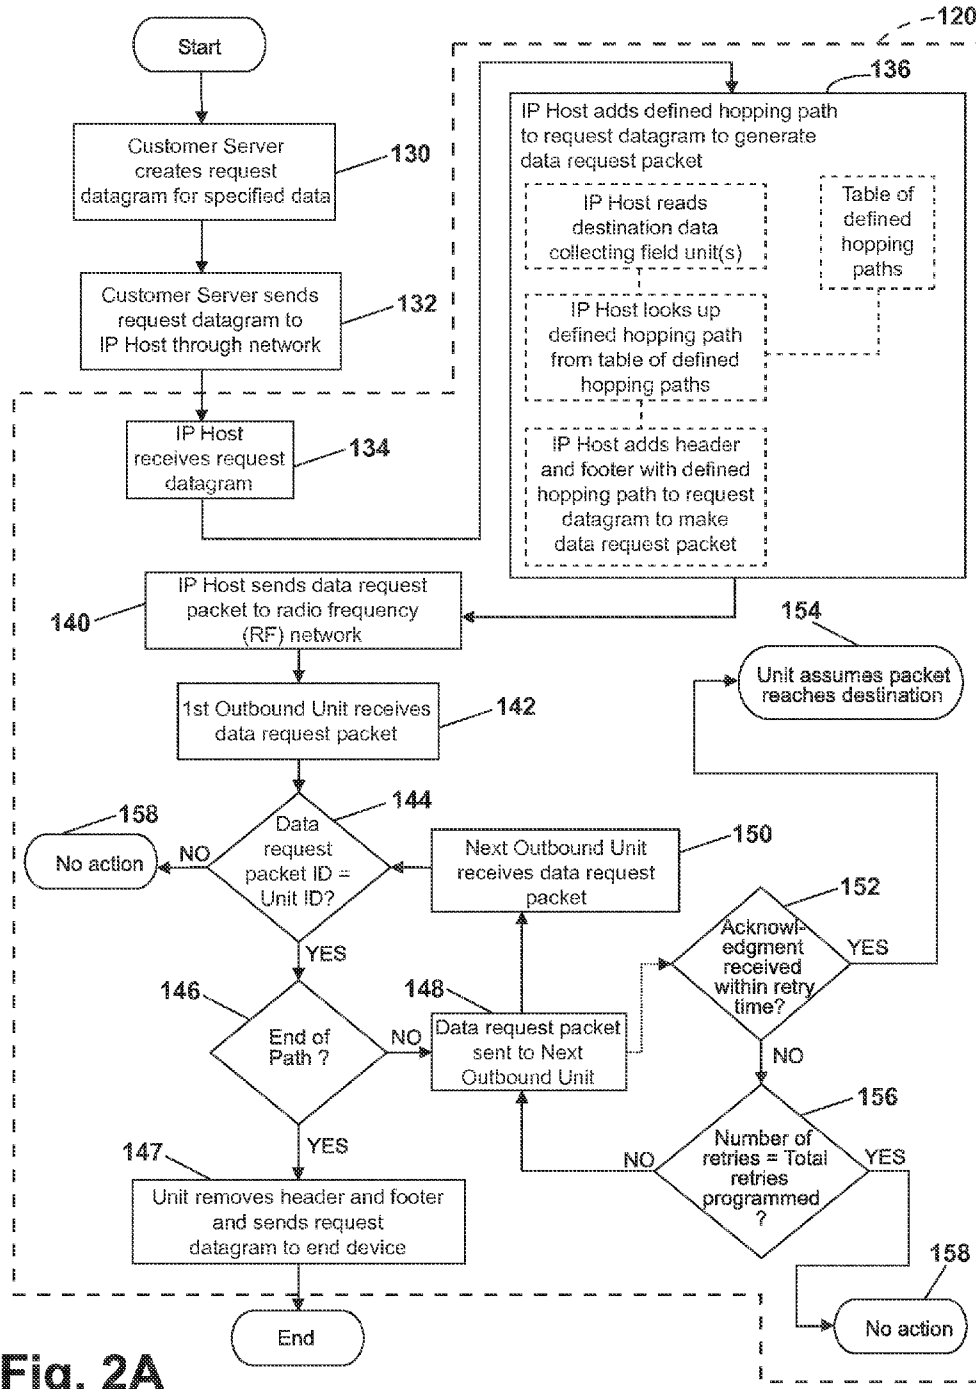 Start
120
136
Customer Server
creates request
datagram for specified data
130
Customer Server sends
request datagram to
IP Host through network
132
IP Host
receives request
datagram
134
IP Host adds defined hopping path
to request datagram to generate
data request packet
IP Host reads
destination data
collecting field unit(s)
Table of
defined
hopping
paths
IP Host looks up
defined hopping path
from table of defined
hopping paths
IP Host adds header
and footer with defined
hopping path to request
datagram to make
data request packet
IP Host sends data request
packet to radio frequency
(RF) network
140
154
Unit assumes packet
reaches destination
1st Outbound Unit receives
data request packet
142
144
Data
request
packet ID =
Unit ID?
158
No action
NO
YES
150
Next Outbound Unit
receives data request
packet
152
Acknowl-
edgment
received
within retry
time?
YES
NO
146
End of
Path ?
NO
YES
148
Data request packet
sent to Next
Outbound Unit
156
Number of
retries = Total
retries
programmed
?
NO
YES
147
Unit removes header and footer
and sends request
datagram to end device
158
No action
End
Fig. 2A